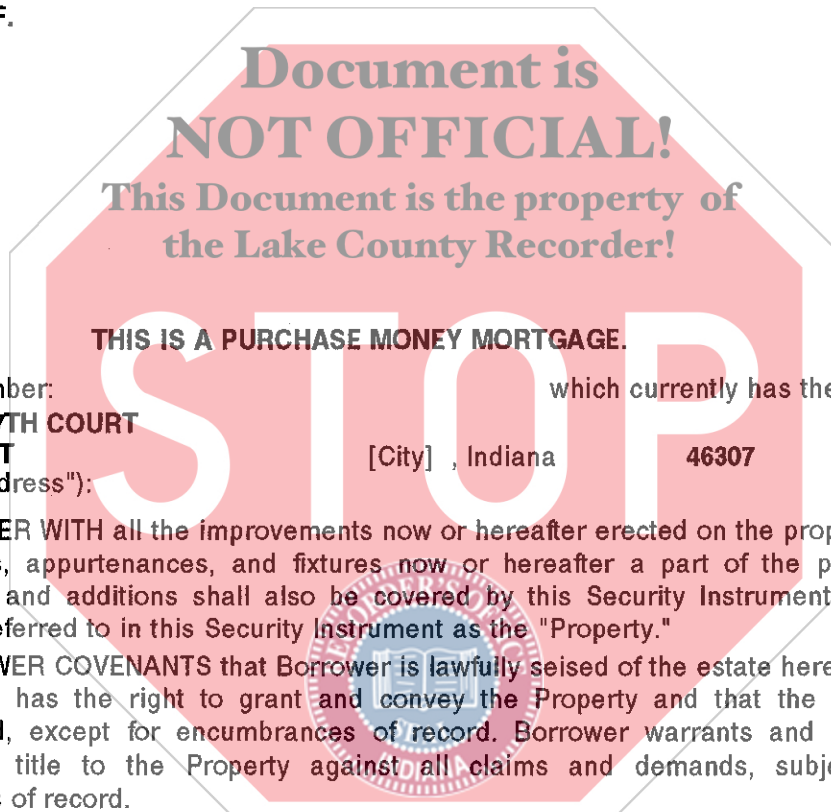 Document is
NOT OFFICIAL!
This Document is the property of
the Lake County Recorder!
STOP
THIS IS A PURCHASE MONEY MORTGAGE.
which currently has the
TH COURT
[City] , Indiana 46307
dress"):
ER WITH all the improvements now or hereafter erected on the prop
, appurtenances, and fixtures now or hereafter a part of the p
and additions shall also be covered by this Security Instrument
eferred to in this Security Instrument as the "Property."
WER COVENANTS that Borrower is lawfully seised of the estate here
has the right to grant and convey the Property and that the
, except for encumbrances of record. Borrower warrants and
title to the Property against all claims and demands, subj
of record.
INDIANA